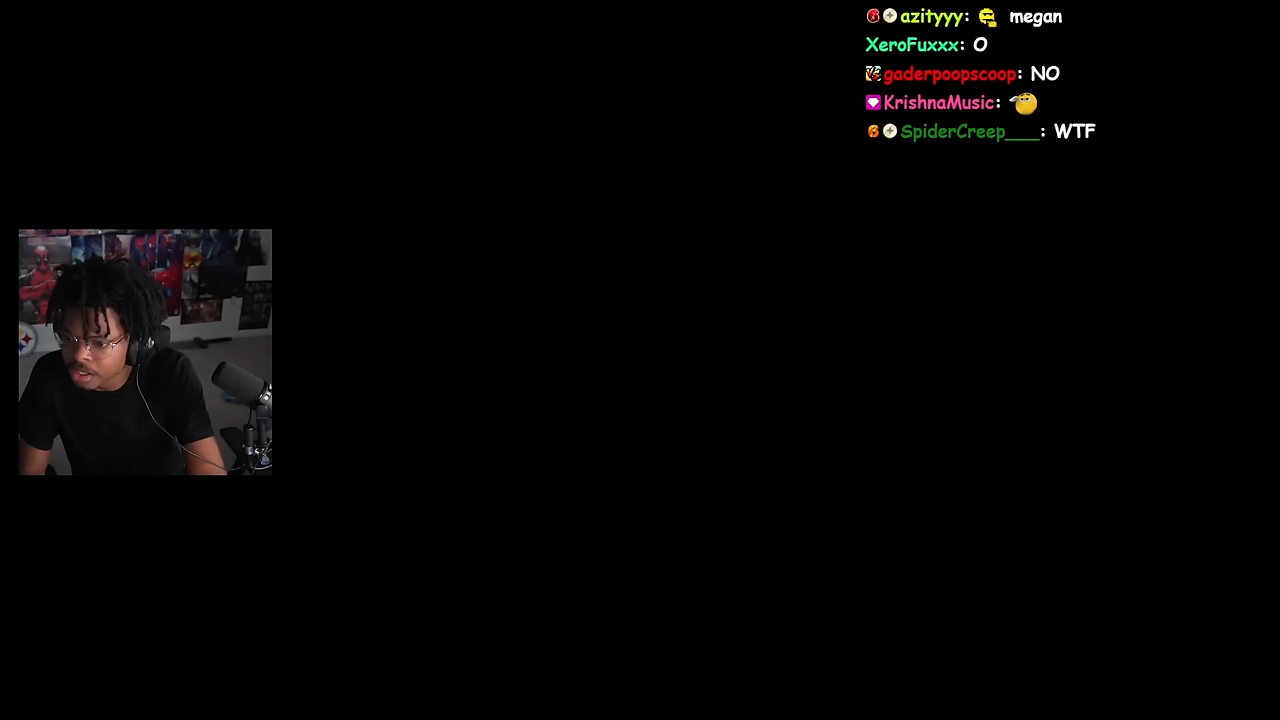 azityyy: megan
XeroFuxxx: O
gaderpoopscoop: NO
KrishnaMusic:
SpiderCreep___: WTF